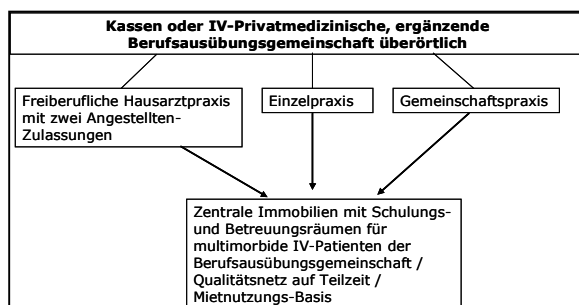 Kassen oder IV-Privatmedizinische, ergänzende
Berufsausübungsgemeinschaft überörtlich
Freiberufliche Hausarztpraxis
mit zwei Angestellten-
Zulassungen
Einzelpraxis
Gemeinschaftspraxis
Zentrale Immobilien mit Schulungs-
und Betreuungsräumen für
multimorbide IV-Patienten der
Berufsausübungsgemeinschaft /
Qualitätsnetz auf Teilzeit /
Mietnutzungs-Basis